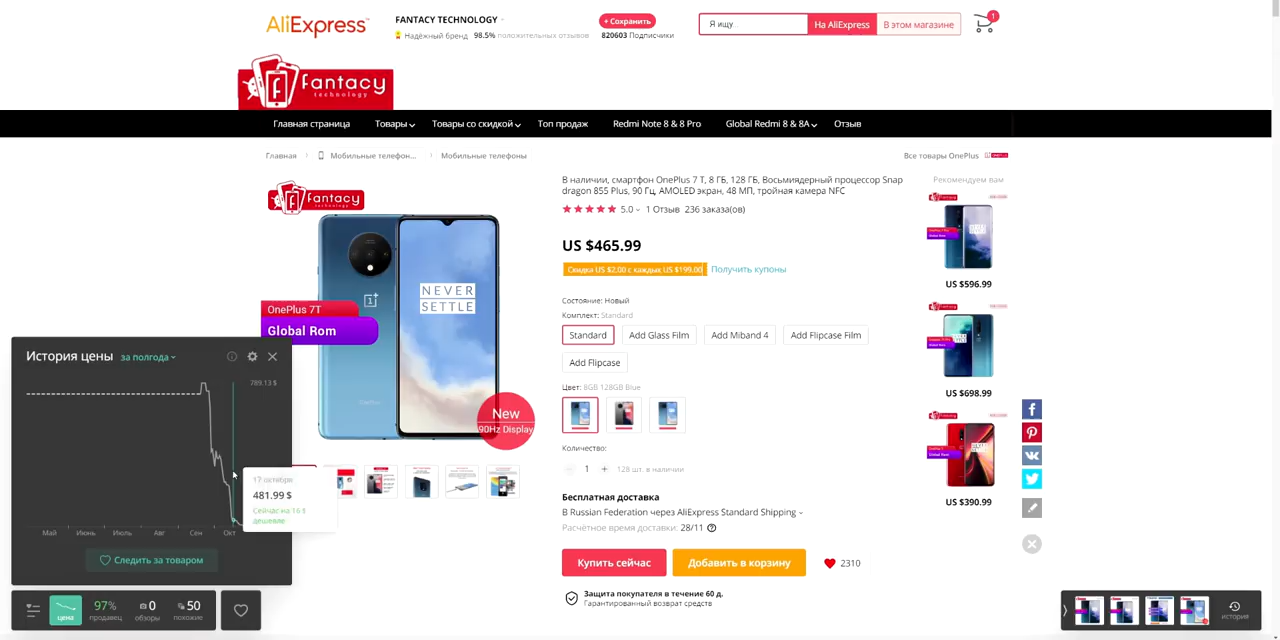 AliExpress
FANTACY TECHNOLOGY
+ Сохранить
Я ищу...
На AliExpress
В этом магазине
1
Надёжный бренд 98.5% положительных отзывов
820603 Подписчики
Fantacy
technology
Главная страница Товары Товары со скидкой Топ продаж Redmi Note 8 & 8 Pro Global Redmi 8 & 8A Отзыв
Главная Мобильные телефон... Мобильные телефоны
Все товары OnePlus
fantacy
В наличии, смартфон OnePlus 7 T, 8 ГБ, 128 ГБ, Восьмиядерный процессор Snap
dragon 855 Plus, 90 Гц, AMOLED экран, 48 МП, тройная камера NFC
5.0 1 Отзыв 236 заказа(ов)
US $465.99
Скидка US $2.00 с каждых US $199.00
Получить купоны
Состояние: Новый
Комплект: Standard
Standard
Add Glass Film
Add Miband 4
Add Flipcase Film
Add Flipcase
Цвет: 8GB 128GB Blue
Количество:
1 + 128 шт. в наличии
Бесплатная доставка
В Russian Federation через AliExpress Standard Shipping
Расчётное время доставки: 28/11
Купить сейчас
Добавить в корзину
2310
Защита покупателя в течение 60 д.
Гарантированный возврат средств
NEVER
SETTLE
OnePlus 7T
Global Rom
New
90Hz Display
Рекомендуем вам
US $596.99
US $698.99
US $390.99
История цены за полгода
789.13 $
17 октября
481.99 $
Сейчас на 16 $
дешевле
Май Июнь Июль Авг Сен Окт
Следить за товаром
цена
97%
продавец
0
обзоры
50
похожие
история